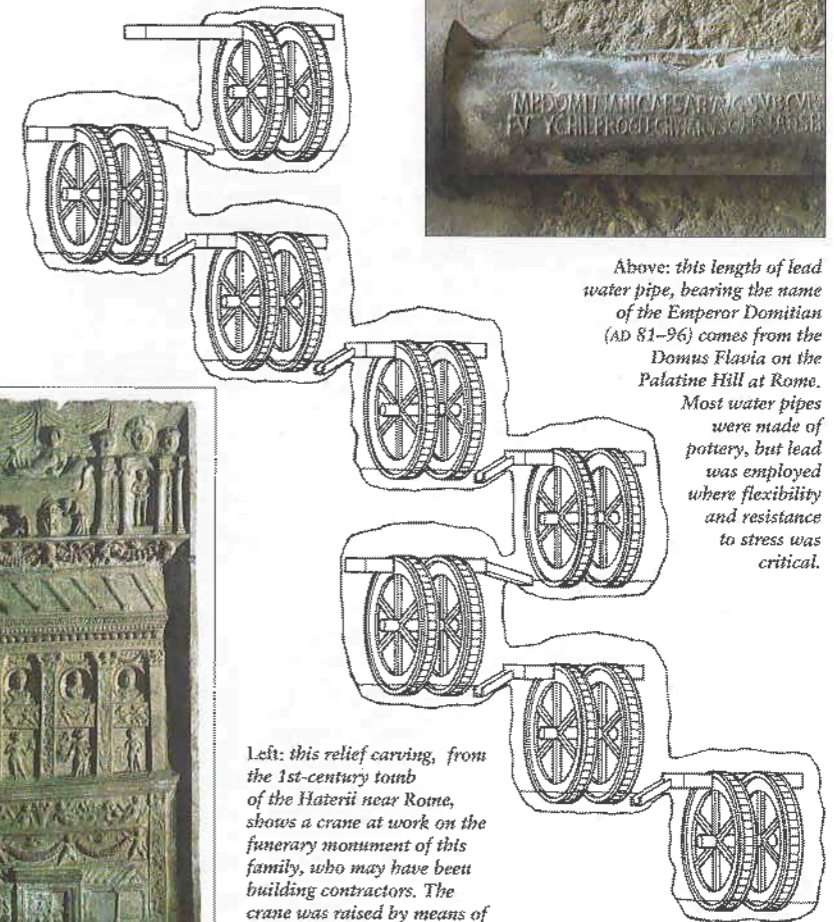 Above: this length of lead
water pipe, bearing the name
of the Emperor Domitian
(AD 81–96) comes from the
Domus Flavia on the
Palatine Hill at Rome.
Most water pipes
were made of
pottery, but lead
was employed
where flexibility
and resistance
to stress was
critical.
Left: this relief carving, from
the 1st-century tomb
of the Haterii near Rome,
shows a crane at work on the
funerary monument of this
family, who may have been
building contractors. The
crane was raised by means of